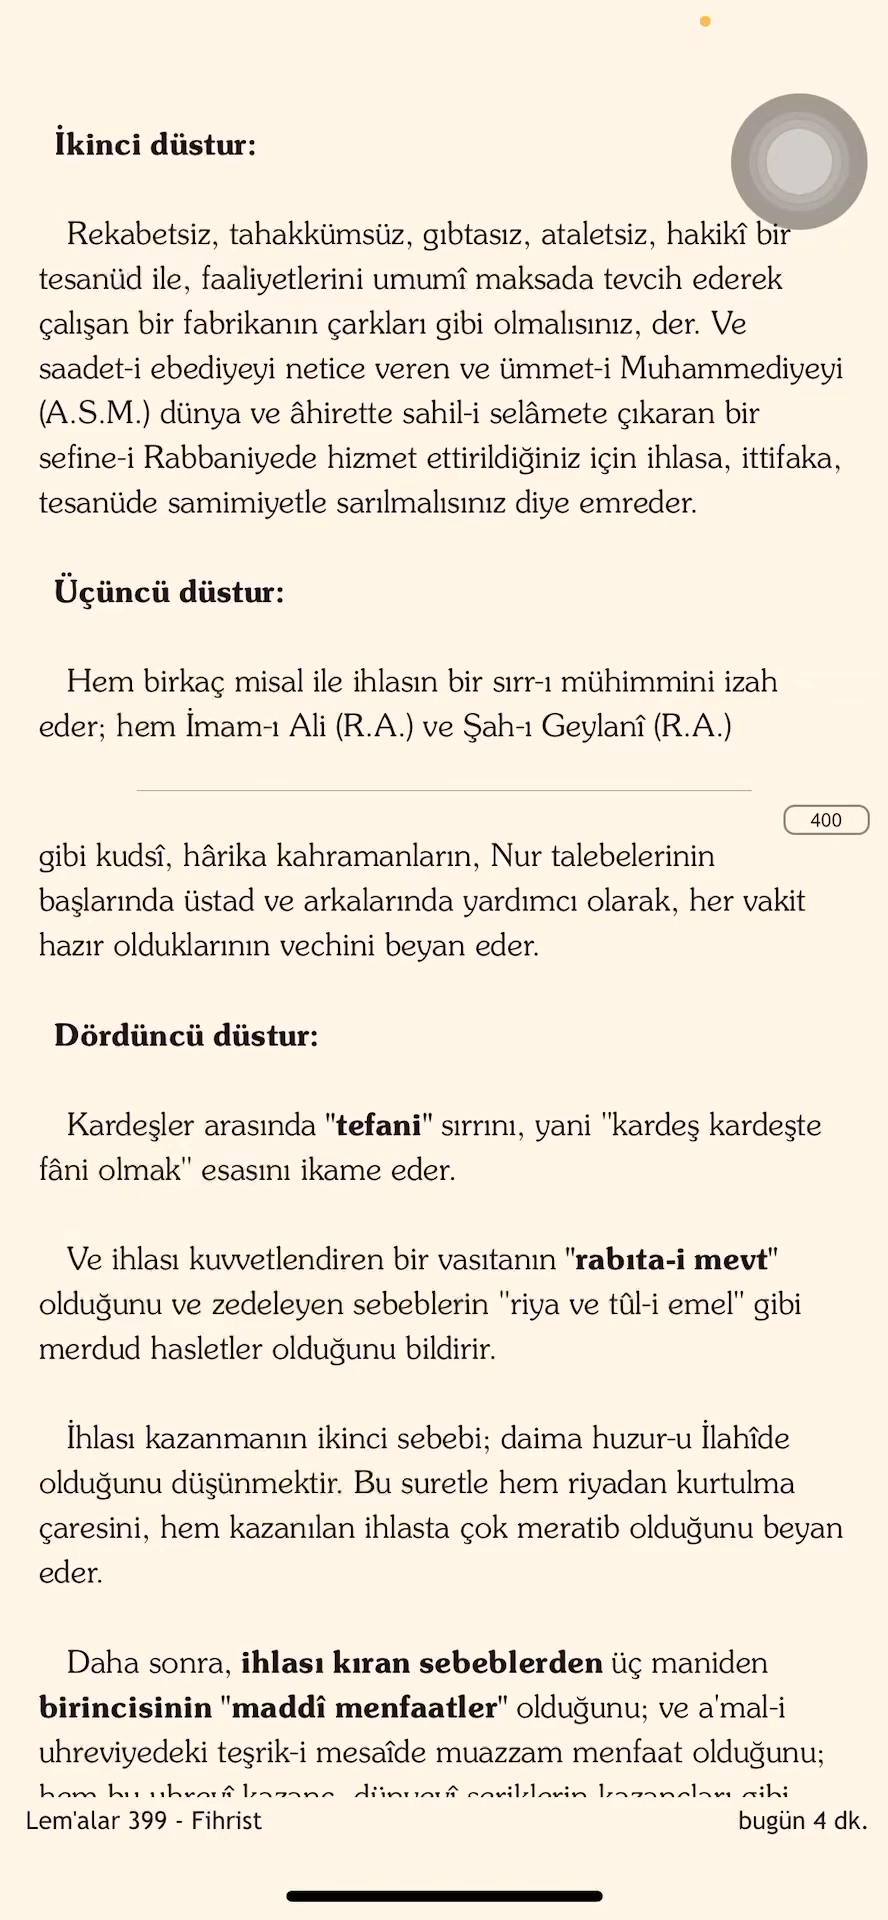 İkinci düstur:
Rekabetsiz, tahakkümsüz, gıbtasız, ataletsiz, hakikî bir
tesanüd ile, faaliyetlerini umumî maksada tevcih ederek
çalışan bir fabrikanın çarkları gibi olmalısınız, der. Ve
saadet-i ebediyeyi netice veren ve ümmet-i Muhammediyeyi
(A.S.M.) dünya ve âhirette sahil-i selâmete çıkaran bir
sefine-i Rabbaniyede hizmet ettirildiğiniz için ihlasa, ittifaka,
tesanüde samimiyetle sarılmalısınız diye emreder.
Üçüncü düstur:
Hem birkaç misal ile ihlasın bir sırr-ı mühimmini izah
eder; hem İmam-ı Ali (R.A.) ve Şah-ı Geylanî (R.A.)
400
gibi kudsî, hârika kahramanların, Nur talebelerinin
başlarında üstad ve arkalarında yardımcı olarak, her vakit
hazır olduklarının vechini beyan eder.
Dördüncü düstur:
Kardeşler arasında "tefani" sırrını, yani "kardeş kardeşte
fâni olmak" esasını ikame eder.
Ve ihlası kuvvetlendiren bir vasıtanın "rabıta-i mevt"
olduğunu ve zedeleyen sebeblerin "riya ve tûl-i emel" gibi
merdud hasletler olduğunu bildirir.
İhlası kazanmanın ikinci sebebi; daima huzur-u İlahîde
olduğunu düşünmektir. Bu suretle hem riyadan kurtulma
çaresini, hem kazanılan ihlasta çok meratib olduğunu beyan
eder.
Daha sonra, ihlası kıran sebeblerden üç maniden
birincisinin "maddî menfaatler" olduğunu; ve a'mal-i
uhreviyedeki teşrik-i mesaîde muazzam menfaat olduğunu;
hem bu uhrevî kazanç, dünyevî şeriklerin kazançları gibi
Lem'alar 399 - Fihrist
bugün 4 dk.